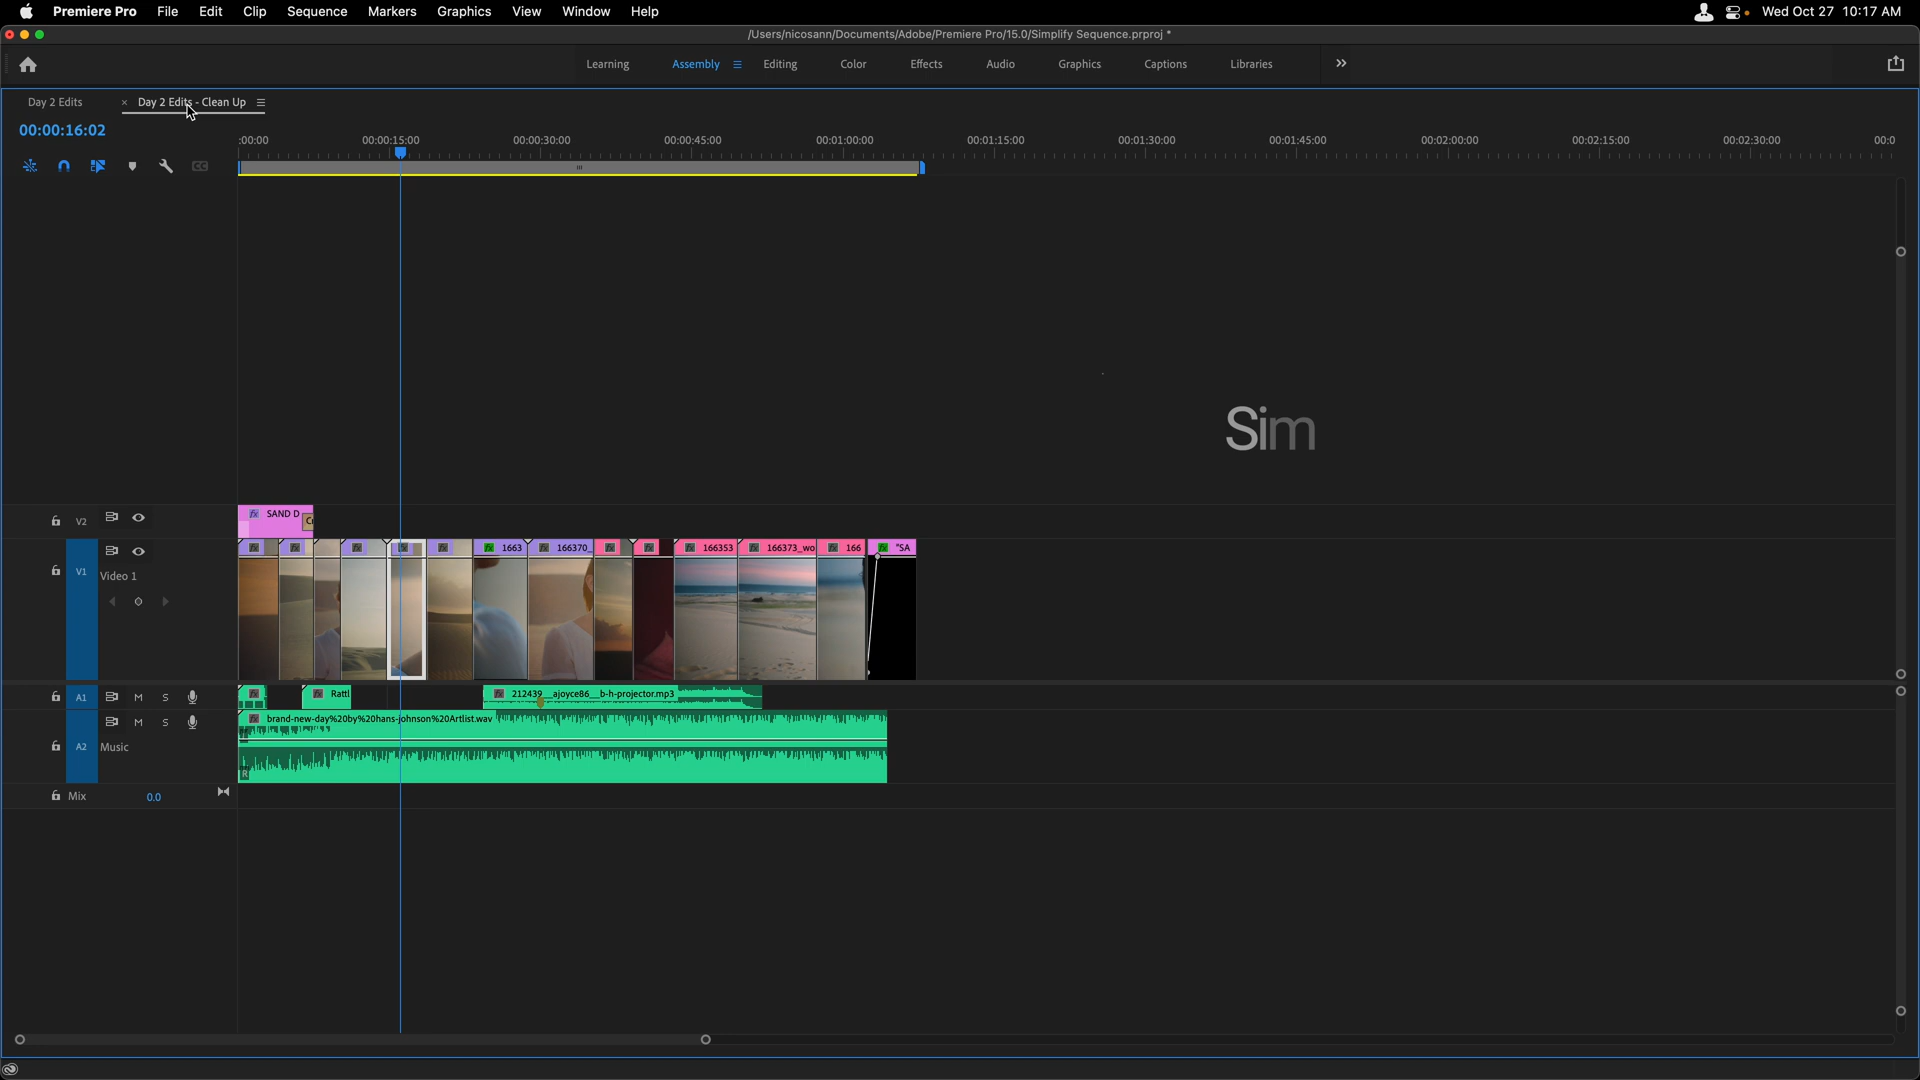 Premiere Pro File Edit Clip Sequence Markers Graphics View Window Help Wed Oct 27 10:17 AM
/Users/nicosann/Documents/Adobe/Premiere Pro/15.0/Simplify Sequence.prproj *
Learning Assembly Editing Color Effects Audio Graphics Captions Libraries
Day 2 Edits × Day 2 Edits - Clean Up
00:00:16:02
:00:00 00:00:15:00 00:00:30:00 00:00:45:00 00:01:00:00 00:01:15:00 00:01:30:00 00:01:45:00 00:02:00:00 00:02:15:00 00:02:30:00 00:0
Sim
V2 fx SAND D
V1 Video 1 1663 166370_ 166353 166373_wo 166 "SA
A1 M S Rattl 212439__ajoyce86__b-h-projector.mp3
M S brand-new-day%20by%20hans-johnson%20Artlist.wav
A2 Music
R
Mix 0.0